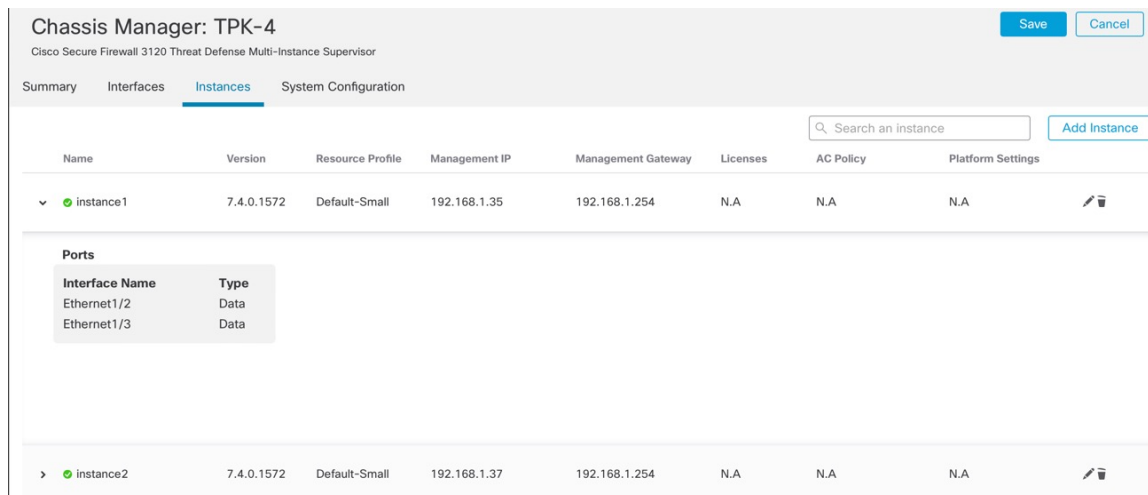 Chassis Manager: TPK-4
Save
Cancel
Cisco Secure Firewall 3120 Threat Defense Multi-Instance Supervisor
Summary Interfaces Instances System Configuration
Search an instance
Add Instance
Name Version Resource Profile Management IP Management Gateway Licenses AC Policy Platform Settings
instance1 7.4.0.1572 Default-Small 192.168.1.35 192.168.1.254 N.A N.A N.A
Ports
Interface Name Type
Ethernet1/2 Data
Ethernet1/3 Data
instance2 7.4.0.1572 Default-Small 192.168.1.37 192.168.1.254 N.A N.A N.A